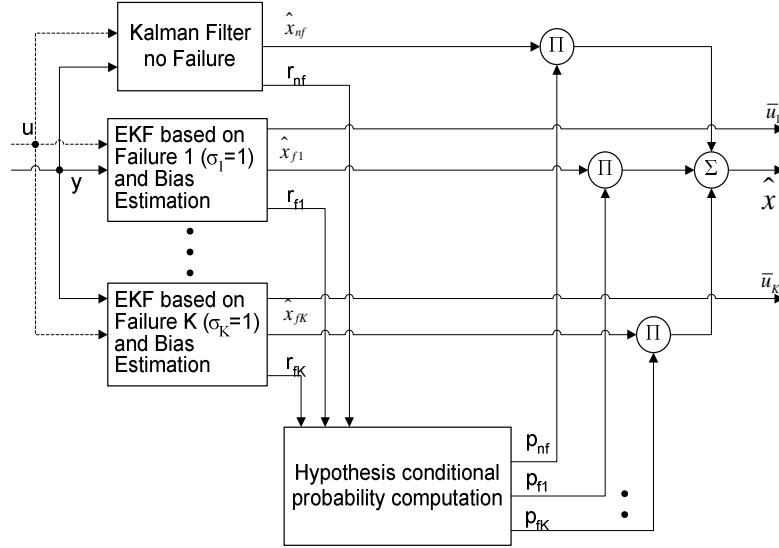 Kalman Filter
no Failure
x̂nf
Π
rnf
u
EKF based on
Failure 1 (σI=1)
and Bias
Estimation
ū1
x̂f1
Π
Σ
x̂
y
rf1
EKF based on
Failure K (σK=1)
and Bias
Estimation
ūK
x̂fK
Π
rfK
Hypothesis conditional
probability computation
pnf
pf1
pfK